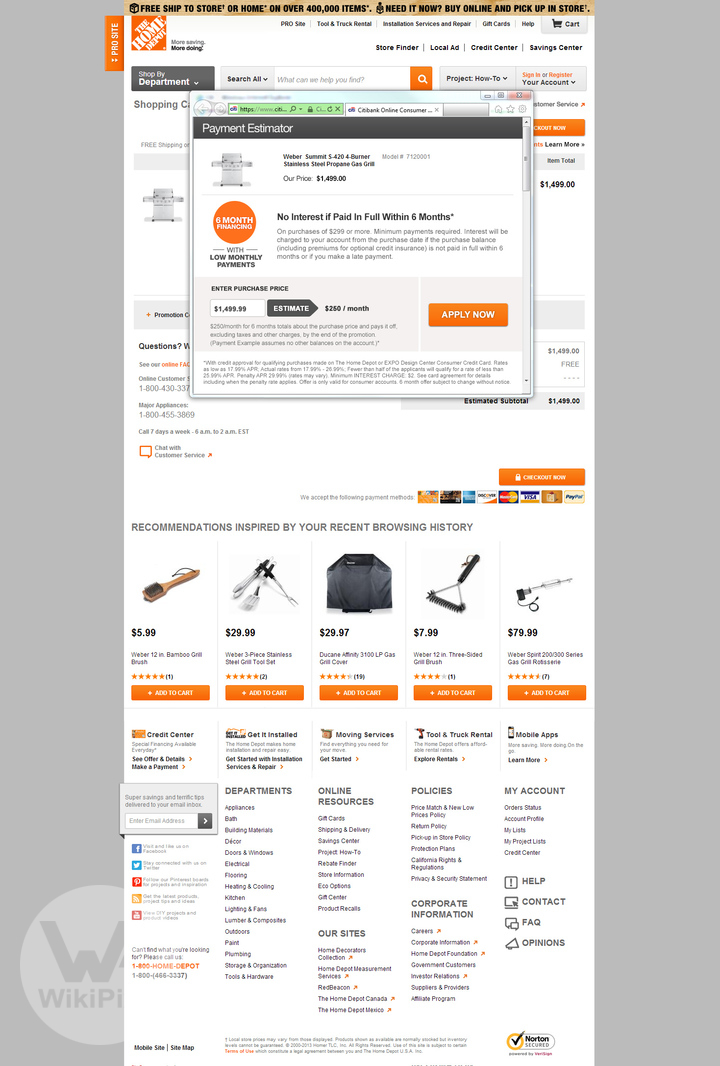 FREE SHIP TO STORE† OR HOME* ON OVER 400,000 ITEMS*. NEED IT NOW? BUY ONLINE AND PICK UP IN STORE†.
PRO SITE
THE HOME DEPOT
More saving.
More doing.
PRO Site | Tool & Truck Rental | Installation Services and Repair | Gift Cards | Help
Cart
Store Finder | Local Ad | Credit Center | Savings Center
Shop By
Department
Search All
What can we help you find?
Project: How-To
Sign In or Register
Your Account
Shopping Ca
ustomer Service
https://www.citi...
Ci...
Citibank Online Consumer ...
Payment Estimator
CKOUT NOW
FREE Shipping or
nts Learn More »
Item Total
Weber Summit S-420 4-Burner
Stainless Steel Propane Gas Grill
Model # 7120001
Our Price: $1,499.00
$1,499.00
6 MONTH
FINANCING
WITH
LOW MONTHLY
PAYMENTS
No Interest if Paid In Full Within 6 Months*
On purchases of $299 or more. Minimum payments required. Interest will be
charged to your account from the purchase date if the purchase balance
(including premiums for optional credit insurance) is not paid in full within 6
months or if you make a late payment.
ENTER PURCHASE PRICE
$1,499.99
ESTIMATE
$250 / month
APPLY NOW
$250/month for 6 months totals about the purchase price and pays it off,
excluding taxes and other charges, by the end of the promotion.
(Payment Example assumes no other balances on the account.)*
*With credit approval for qualifying purchases made on The Home Depot or EXPO Design Center Consumer Credit Card. Rates
as low as 17.99% APR. Actual rates from 17.99% - 26.99%. Fewer than half of the applicants will qualify for a rate of less than
25.99% APR. Penalty APR 29.99% (rates may vary). Minimum INTEREST CHARGE, $2. See card agreement for details
including when the penalty rate applies. Offer is only valid for consumer accounts. 6 month offer subject to change without notice.
+ Promotion C
Questions? W
See our online FAQ
Online Customer S
1-800-430-337
Major Appliances:
1-800-455-3869
Call 7 days a week - 6 a.m. to 2 a.m. EST
Chat with
Customer Service
$1,499.00
FREE
- - - -
Estimated Subtotal $1,499.00
CHECKOUT NOW
We accept the following payment methods:
DISCOVER
VISA
PayPal
RECOMMENDATIONS INSPIRED BY YOUR RECENT BROWSING HISTORY
$5.99
Weber 12 in. Bamboo Grill
Brush
(1)
+ ADD TO CART
$29.99
Weber 3-Piece Stainless
Steel Grill Tool Set
(2)
+ ADD TO CART
$29.97
Ducane Affinity 3100 LP Gas
Grill Cover
(19)
+ ADD TO CART
$7.99
Weber 12 in. Three-Sided
Grill Brush
(1)
+ ADD TO CART
$79.99
Weber Spirit 200/300 Series
Gas Grill Rotisserie
(7)
+ ADD TO CART
Credit Center
Special Financing Available
Everyday*
See Offer & Details
Make a Payment
GET IT INSTALLED
Get It Installed
The Home Depot makes home
installation and repair easy.
Get Started with Installation
Services & Repair
Moving Services
Find everything you need for
your move.
Get Started
Tool & Truck Rental
The Home Depot offers afford-
able rental rates.
Explore Rentals
Mobile Apps
More saving. More doing On the
go.
Learn More
Super savings and terrific tips
delivered to your email inbox.
Enter Email Address
Visit and like us on
Facebook
Stay connected with us on
Twitter
Follow our Pinterest boards
for projects and inspiration
Get the latest products,
project tips and ideas
View DIY projects and
product videos
Can't find what you're looking
for? Please call us.
1-800-HOME-DEPOT
1-800-(466-3337)
DEPARTMENTS
Appliances
Bath
Building Materials
Décor
Doors & Windows
Electrical
Flooring
Heating & Cooling
Kitchen
Lighting & Fans
Lumber & Composites
Outdoors
Paint
Plumbing
Storage & Organization
Tools & Hardware
ONLINE
RESOURCES
Gift Cards
Shipping & Delivery
Savings Center
Project: How-To
Rebate Finder
Store Information
Eco Options
Gift Center
Product Recalls
OUR SITES
Home Decorators
Collection
Home Depot Measurement
Services
RedBeacon
The Home Depot Canada
The Home Depot Mexico
POLICIES
Price Match & New Low
Prices Policy
Return Policy
Pick-up in Store Policy
Protection Plans
California Rights &
Regulations
Privacy & Security Statement
CORPORATE
INFORMATION
Careers
Corporate Information
Home Depot Foundation
Government Customers
Investor Relations
Suppliers & Providers
Affiliate Program
MY ACCOUNT
Orders Status
Account Profile
My Lists
My Project Lists
Credit Center
HELP
CONTACT
FAQ
OPINIONS
WikiPi
Mobile Site | Site Map
† Local store prices may vary from those displayed. Products shown as available are normally stocked but inventory
levels cannot be guaranteed. © 2000-2013 Homer TLC, Inc. All Rights Reserved. Use of this site is subject to certain
Terms of Use which constitute a legal agreement between you and The Home Depot U.S.A. Inc.
Norton
SECURED
powered by VeriSign